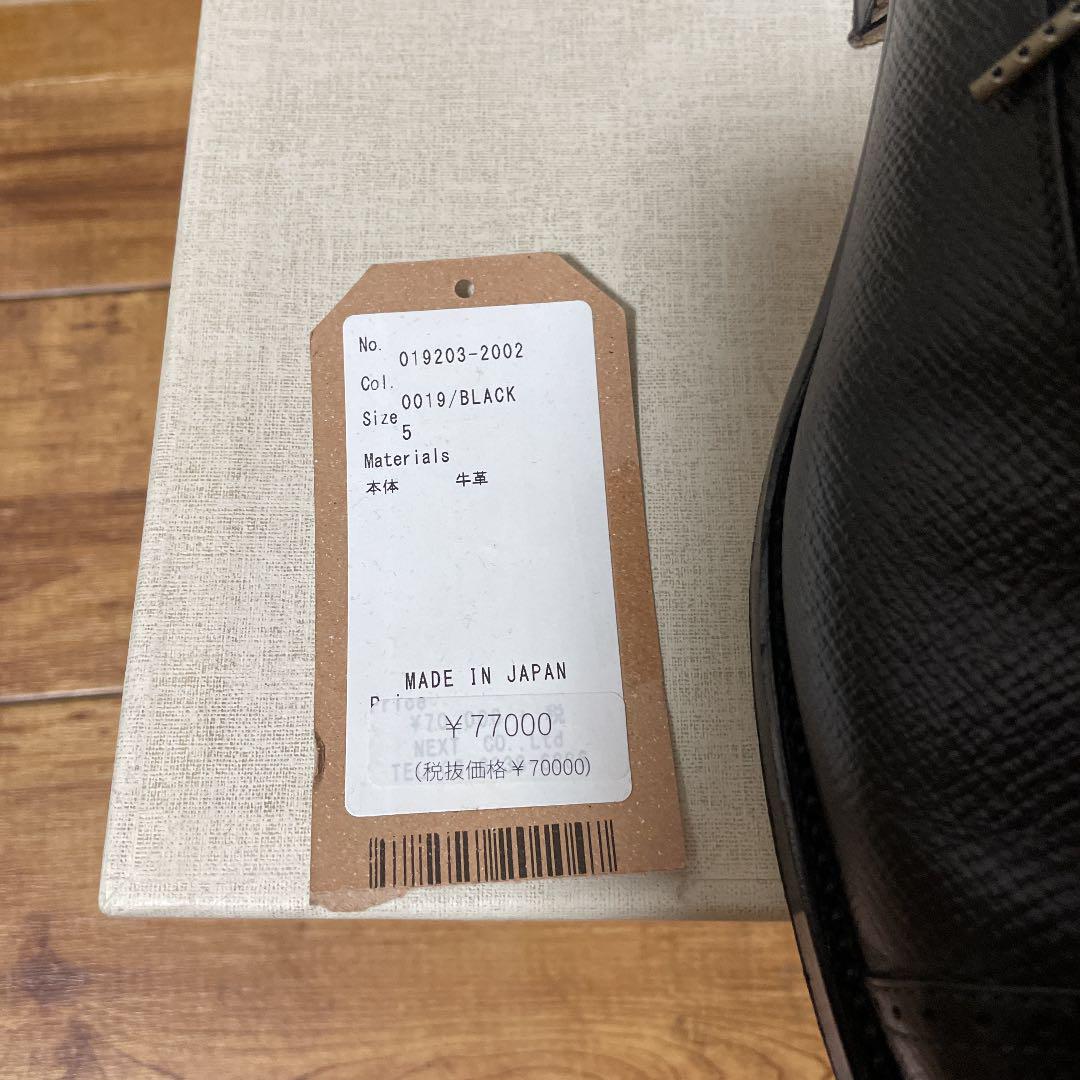 No.
019203-2002
Col.
0019/BLACK
Size
5
Materials
本体 牛革
MADE IN JAPAN
Price
¥77000
NEXT CO.,Ltd
(税抜価格¥70000)